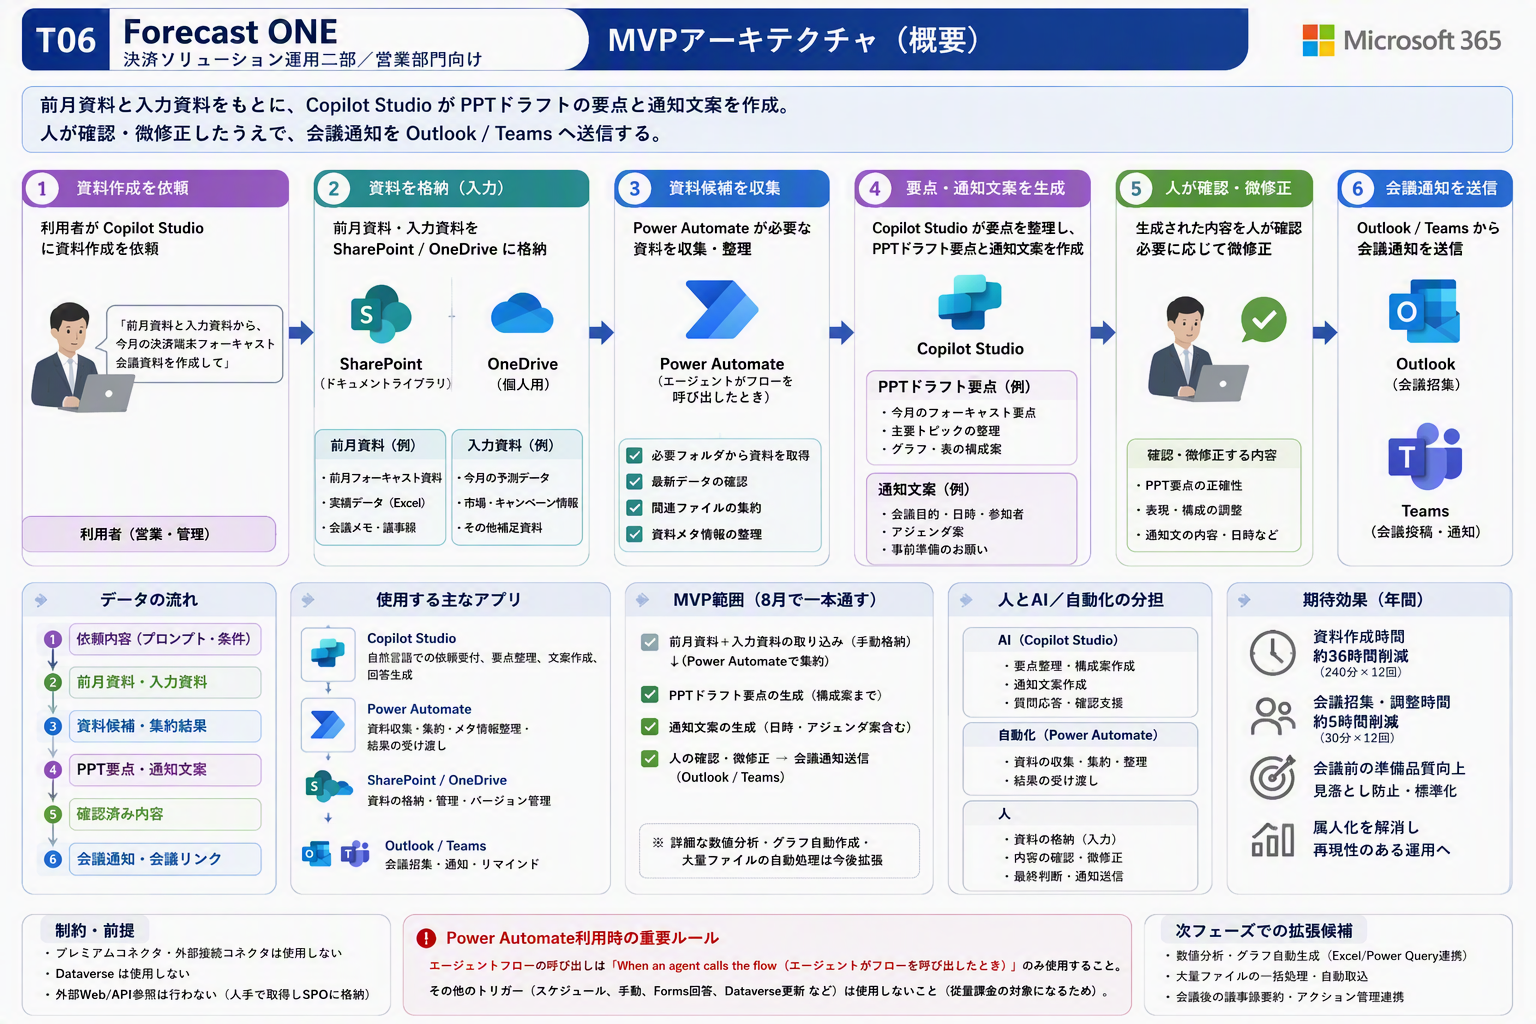 T06
Forecast ONE
決済ソリューション運用二部／営業部門向け
MVPアーキテクチャ（概要）
Microsoft 365
前月資料と入力資料をもとに、Copilot Studio が PPTドラフトの要点と通知文案を作成。
人が確認・微修正したうえで、会議通知を Outlook / Teams へ送信する。
1 資料作成を依頼
利用者が Copilot Studio
に資料作成を依頼
「前月資料と入力資料から、
今月の決済端末フォーキャスト
会議資料を作成して」
利用者（営業・管理）
2 資料を格納（入力）
前月資料・入力資料を
SharePoint / OneDrive に格納
S
SharePoint
（ドキュメントライブラリ）
OneDrive
（個人用）
前月資料（例）
・前月フォーキャスト資料
・実績データ（Excel）
・会議メモ・議事録
入力資料（例）
・今月の予測データ
・市場・キャンペーン情報
・その他補足資料
3 資料候補を収集
Power Automate が必要な
資料を収集・整理
Power Automate
（エージェントがフローを
呼び出したとき）
必要フォルダから資料を取得
最新データの確認
関連ファイルの集約
資料メタ情報の整理
4 要点・通知文案を生成
Copilot Studio が要点を整理し、
PPTドラフト要点と通知文案を作成
Copilot Studio
PPTドラフト要点（例）
・今月のフォーキャスト要点
・主要トピックの整理
・グラフ・表の構成案
通知文案（例）
・会議目的・日時・参加者
・アジェンダ案
・事前準備のお願い
5 人が確認・微修正
生成された内容を人が確認
必要に応じて微修正
確認・微修正する内容
・PPT要点の正確性
・表現・構成の調整
・通知文の内容・日時など
6 会議通知を送信
Outlook / Teams から
会議通知を送信
O
Outlook
（会議招集）
T
Teams
（会議投稿・通知）
データの流れ
1 依頼内容（プロンプト・条件）
2 前月資料・入力資料
3 資料候補・集約結果
4 PPT要点・通知文案
5 確認済み内容
6 会議通知・会議リンク
使用する主なアプリ
Copilot Studio
自然言語での依頼受付、要点整理、文案作成、
回答生成
Power Automate
資料収集・集約・メタ情報整理・
結果の受け渡し
S
SharePoint / OneDrive
資料の格納・管理・バージョン管理
O
T
Outlook / Teams
会議招集・通知・リマインド
MVP範囲（8月で一本通す）
前月資料＋入力資料の取り込み（手動格納）
↓（Power Automateで集約）
PPTドラフト要点の生成（構成案まで）
通知文案の生成（日時・アジェンダ案含む）
人の確認・微修正 → 会議通知送信
（Outlook / Teams）
※ 詳細な数値分析・グラフ自動作成・
大量ファイルの自動処理は今後拡張
人とAI／自動化の分担
AI（Copilot Studio）
・要点整理・構成案作成
・通知文案作成
・質問応答・確認支援
自動化（Power Automate）
・資料の収集・集約・整理
・結果の受け渡し
人
・資料の格納（入力）
・内容の確認・微修正
・最終判断・通知送信
期待効果（年間）
資料作成時間
約36時間削減
（240分×12回）
会議招集・調整時間
約5時間削減
（30分×12回）
会議前の準備品質向上
見落とし防止・標準化
属人化を解消し
再現性のある運用へ
制約・前提
・プレミアムコネクタ・外部接続コネクタは使用しない
・Dataverse は使用しない
・外部Web/API参照は行わない（人手で取得しSPOに格納）
! Power Automate利用時の重要ルール
エージェントフローの呼び出しは「When an agent calls the flow（エージェントがフローを呼び出したとき）」のみ使用すること。
その他のトリガー（スケジュール、手動、Forms回答、Dataverse更新 など）は使用しないこと（従量課金の対象になるため）。
次フェーズでの拡張候補
・数値分析・グラフ自動生成（Excel/Power Query連携）
・大量ファイルの一括処理・自動取込
・会議後の議事録要約・アクション管理連携